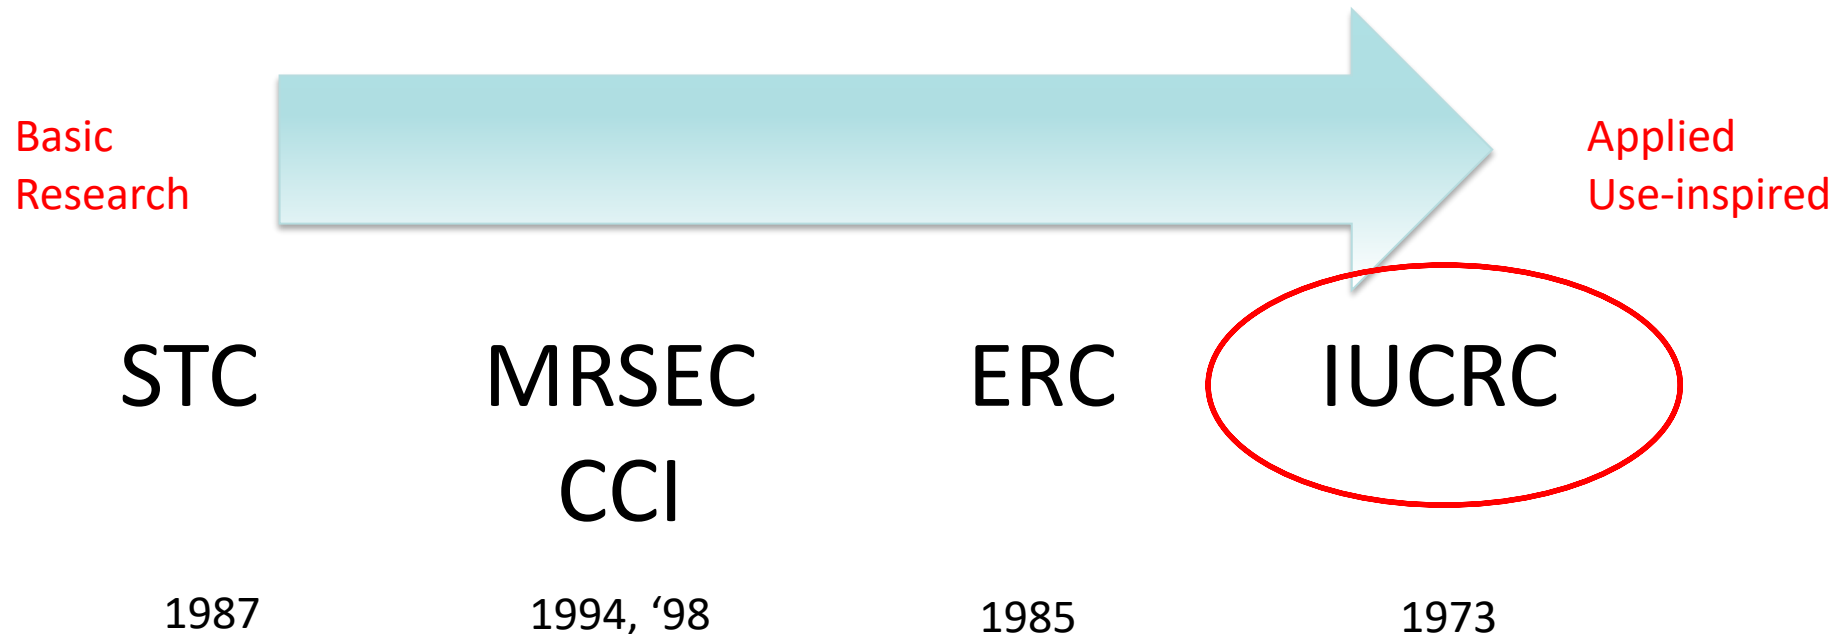 Basic
Research
Applied
Use-inspired
STC
MRSEC
CCI
ERC
IUCRC
1987
1994, ‘98
1985
1973